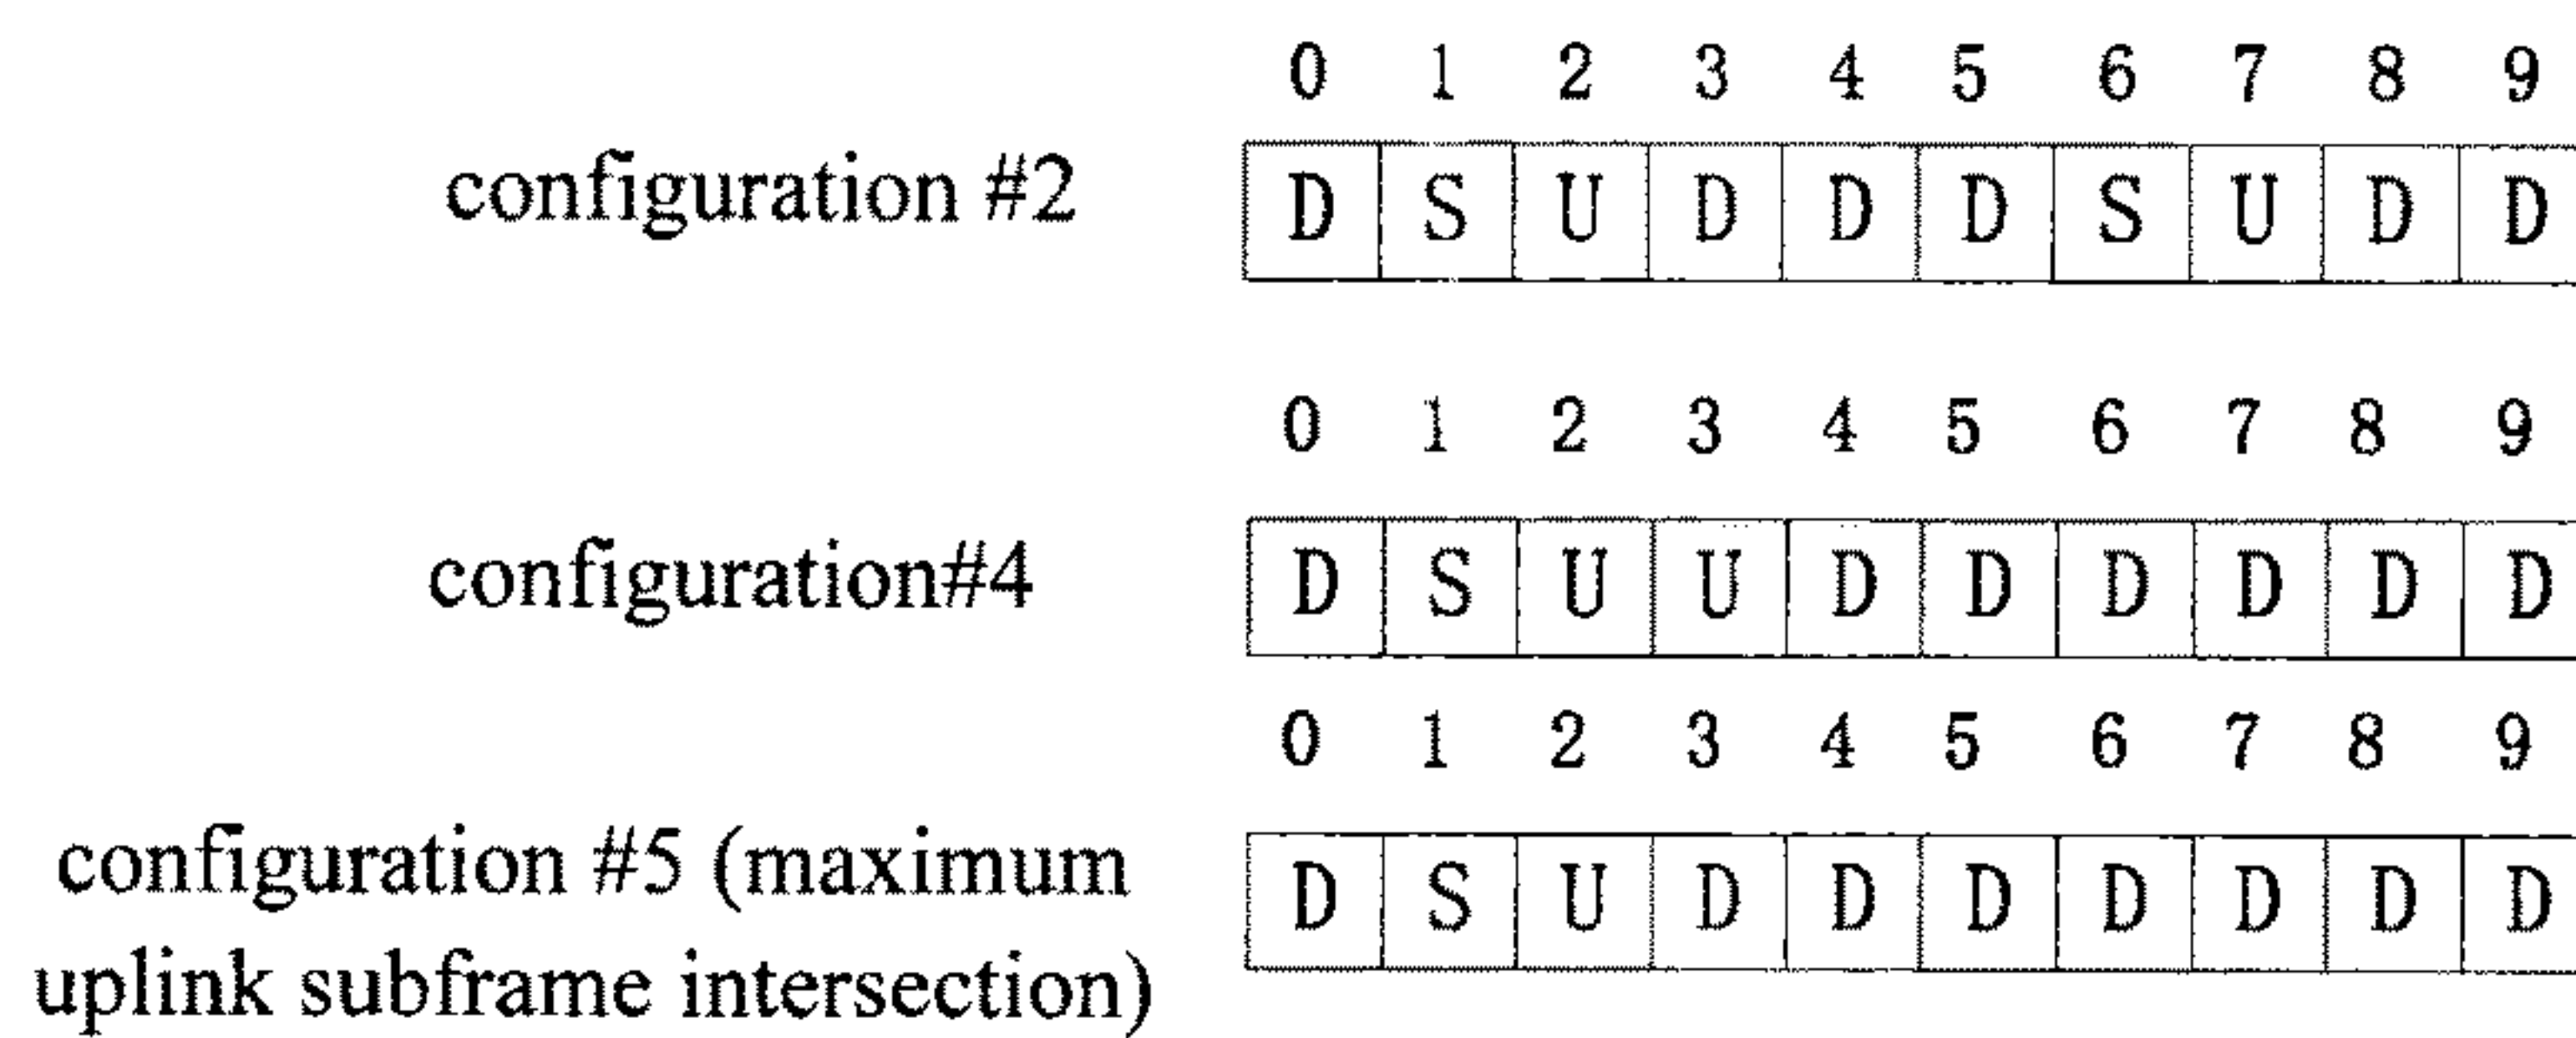 0 1 2 3 4 5 6 7 8 9
configuration #2 D S U D D D S U D D
0 1 2 3 4 5 6 7 8 9
configuration#4 D S U U D D D D D D
0 1 2 3 4 5 6 7 8 9
configuration #5 (maximum D S U D D D D D D D
uplink subframe intersection)